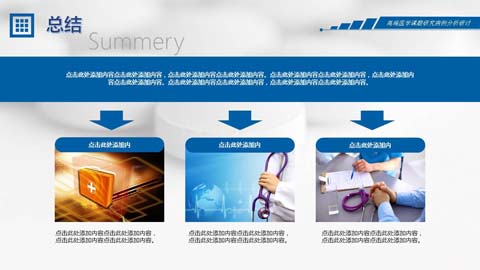 总结
Summery
高端医学课题研究病例分析研讨
点击此处添加内容点击此处添加内容，点击此处添加内容点击此处添加内容。点击此处添加内容点击此处添加内容，点击此处添加内
容点击此处添加内容。点击此处添加内容点击此处添加内容，点击此处添加内容点击此处添加内容。
点击此处添加内
点击此处添加内
点击此处添加内
点击此处添加内容点击此处添加内容，
点击此处添加内容点击此处添加内容。
点击此处添加内容点击此处添加内容，
点击此处添加内容点击此处添加内容。
点击此处添加内容点击此处添加内容，
点击此处添加内容点击此处添加内容。